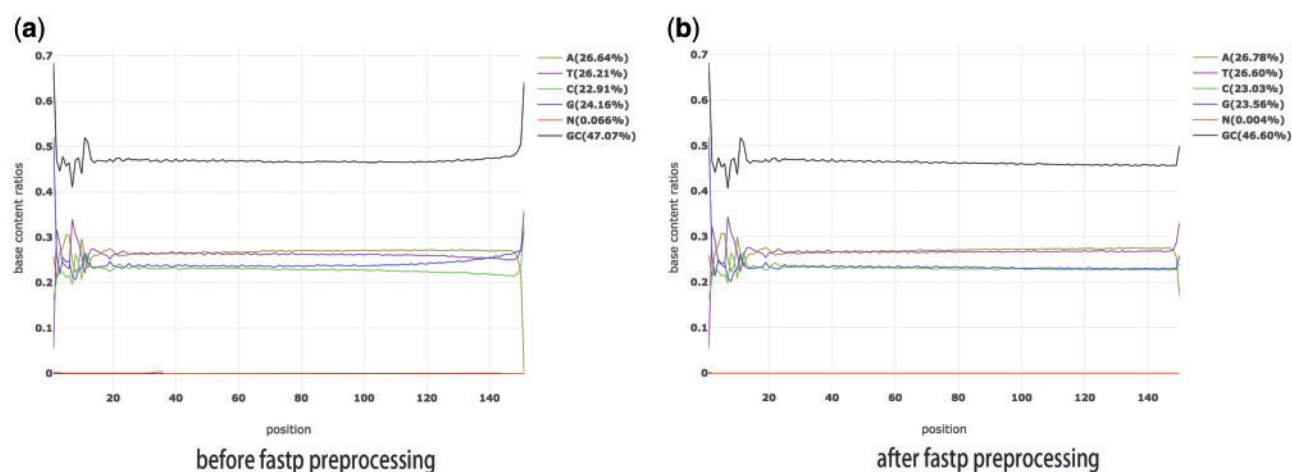 (a)
0.7
0.6
0.5
0.4
0.3
0.2
0.1
0
base content ratios
20
40
60
80
100
120
140
position
A(26.64%)
T(26.21%)
C(22.91%)
G(24.16%)
N(0.066%)
GC(47.07%)
before fastp preprocessing
(b)
0.7
0.6
0.5
0.4
0.3
0.2
0.1
0
base content ratios
20
40
60
80
100
120
140
position
A(26.78%)
T(26.60%)
C(23.03%)
G(23.56%)
N(0.004%)
GC(46.60%)
after fastp preprocessing